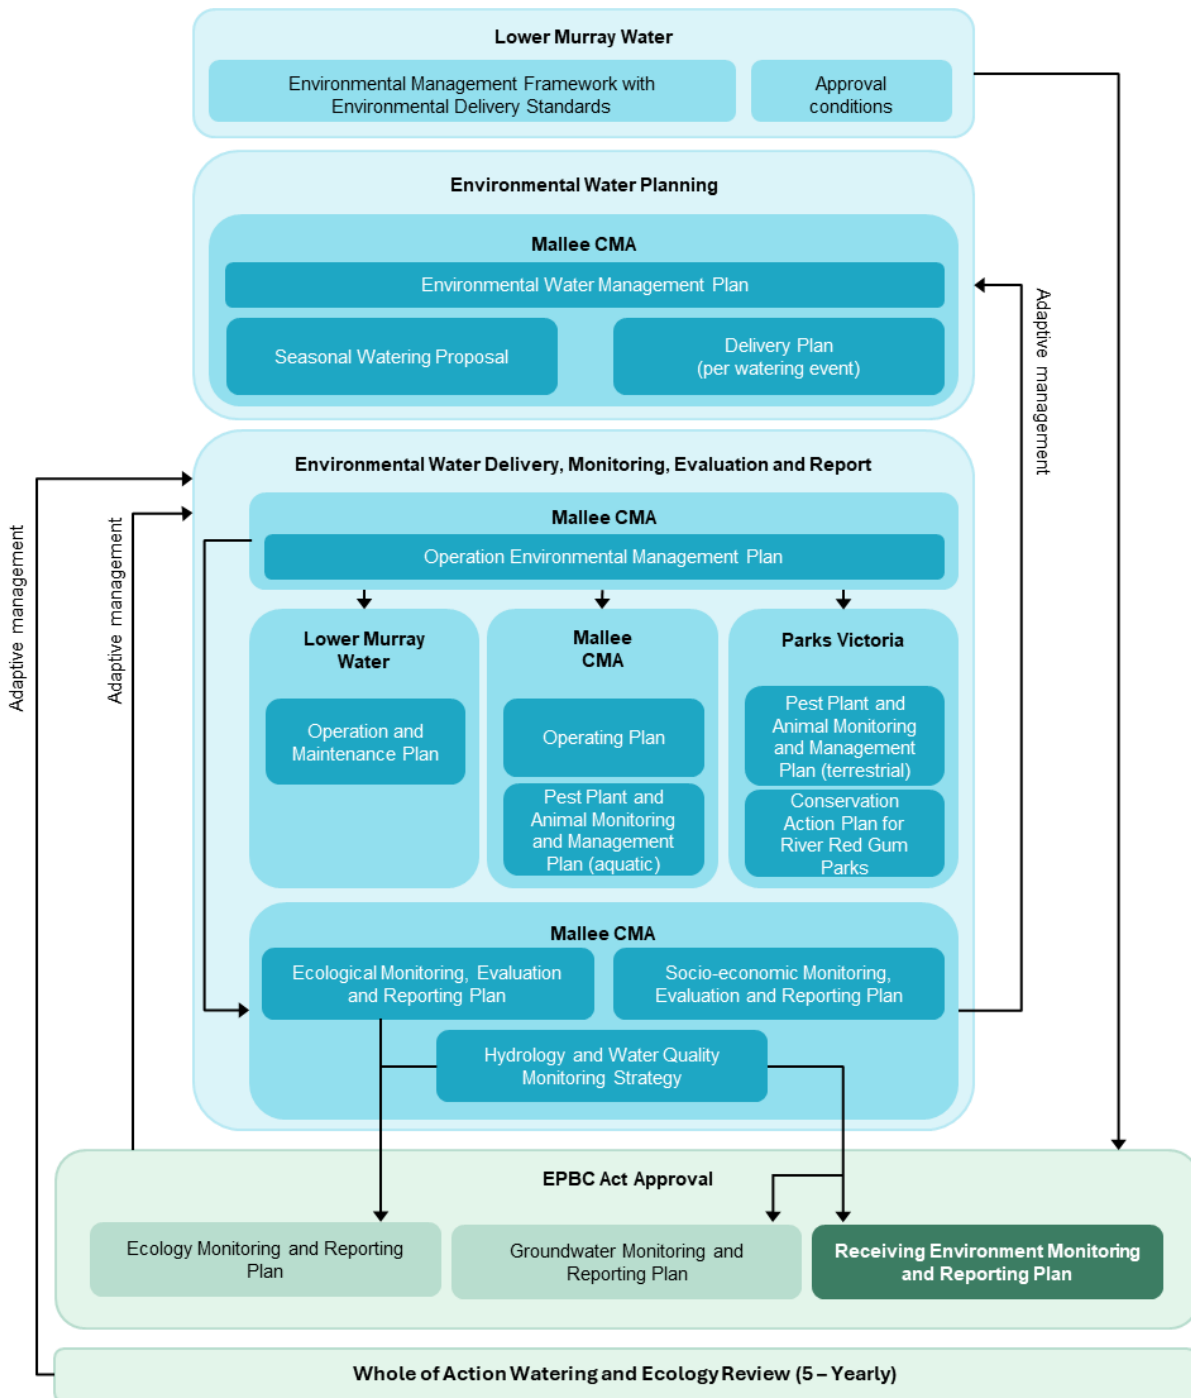 Lower Murray Water
Environmental Management Framework with
Environmental Delivery Standards
Approval
conditions
Environmental Water Planning
Mallee CMA
Environmental Water Management Plan
Seasonal Watering Proposal
Delivery Plan
(per watering event)
Adaptive management
Environmental Water Delivery, Monitoring, Evaluation and Report
Mallee CMA
Operation Environmental Management Plan
Adaptive management
Adaptive management
Lower Murray
Water
Operation and
Maintenance Plan
Mallee
CMA
Operating Plan
Pest Plant and
Animal Monitoring
and Management
Plan (aquatic)
Parks Victoria
Pest Plant and
Animal Monitoring
and Management
Plan (terrestrial)
Conservation
Action Plan for
River Red Gum
Parks
Mallee CMA
Ecological Monitoring, Evaluation
and Reporting Plan
Socio-economic Monitoring,
Evaluation and Reporting Plan
Hydrology and Water Quality
Monitoring Strategy
EPBC Act Approval
Ecology Monitoring and Reporting
Plan
Groundwater Monitoring and
Reporting Plan
Receiving Environment Monitoring
and Reporting Plan
Whole of Action Watering and Ecology Review (5 – Yearly)